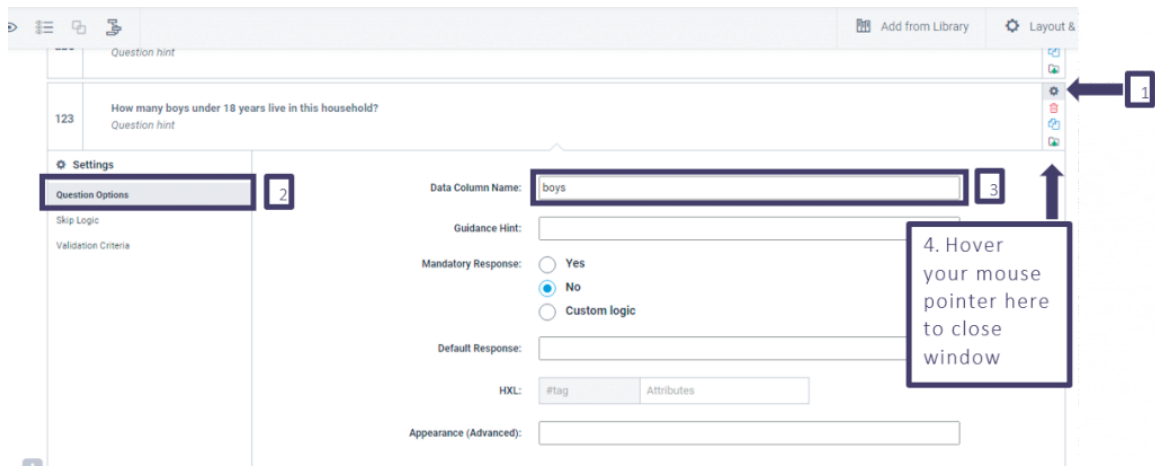 Add from Library
Layout &
Question hint
1
123
How many boys under 18 years live in this household?
Question hint
Settings
Question Options
2
Data Column Name:
boys
3
Skip Logic
Validation Criteria
Guidance Hint:
Mandatory Response:
Yes
No
Custom logic
4. Hover
your mouse
pointer here
to close
window
Default Response:
HXL:
#tag
Attributes
Appearance (Advanced):